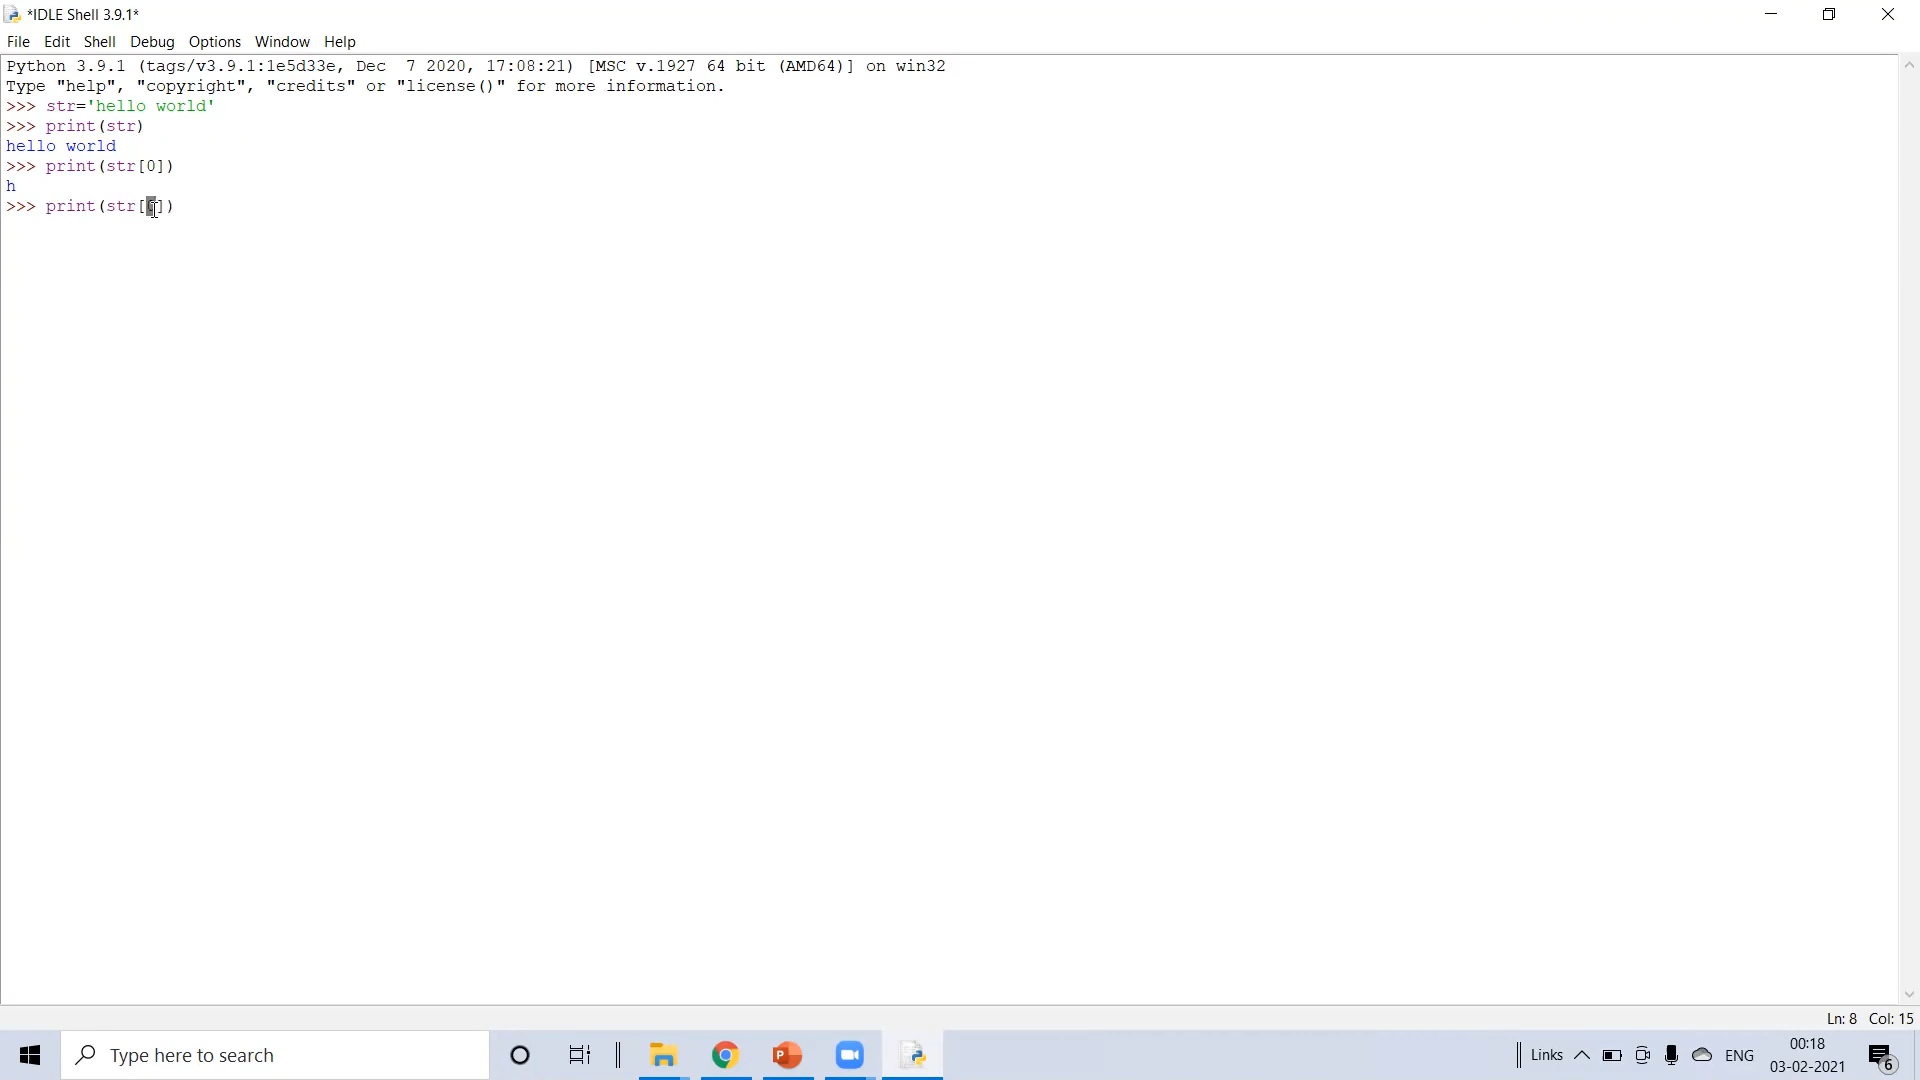 *IDLE Shell 3.9.1*
File Edit Shell Debug Options Window Help
Python 3.9.1 (tags/v3.9.1:1e5d33e, Dec  7 2020, 17:08:21) [MSC v.1927 64 bit (AMD64)] on win32
Type "help", "copyright", "credits" or "license()" for more information.
>>> str='hello world'
>>> print(str)
hello world
>>> print(str[0])
h
>>> print(str[ ])
Ln: 8 Col: 15
Type here to search
Links ENG
00:18
03-02-2021
6